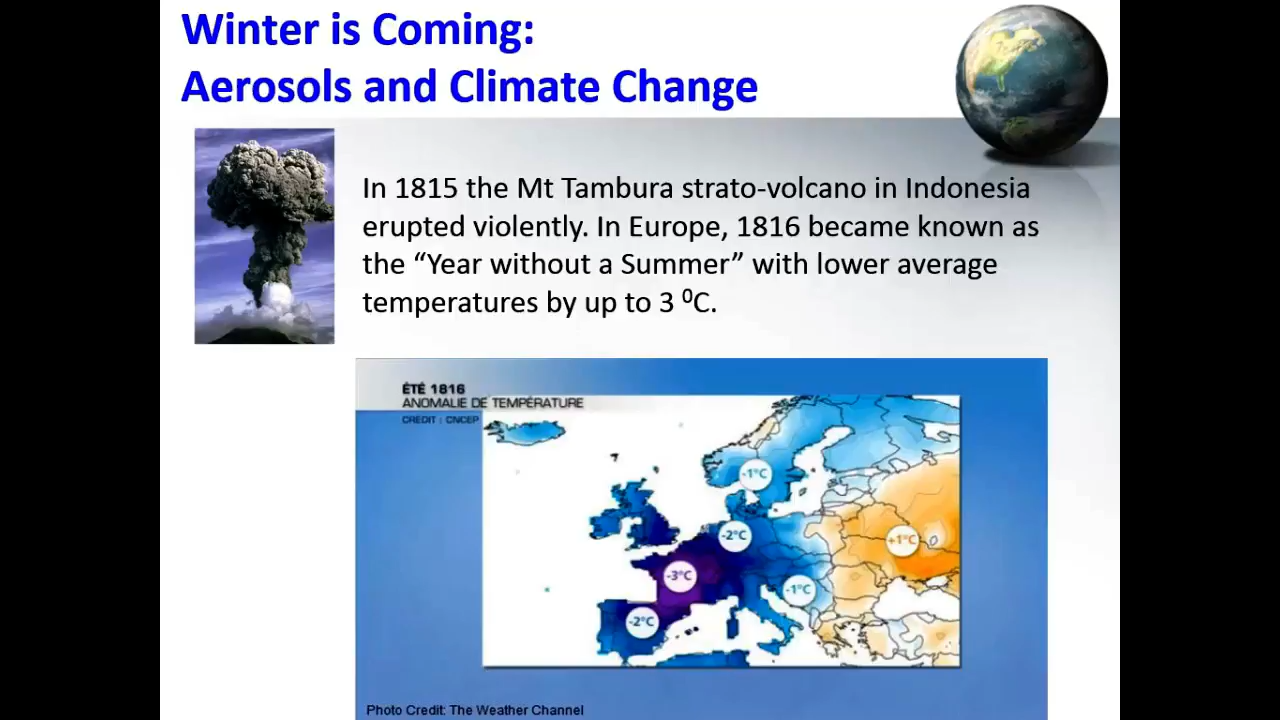 Winter is Coming:
Aerosols and Climate Change
In 1815 the Mt Tambura strato-volcano in Indonesia
erupted violently. In Europe, 1816 became known as
the “Year without a Summer” with lower average
temperatures by up to 3 ⁰C.
ÉTÉ 1816
ANOMALIE DE TEMPÉRATURE
CRÉDIT : CNCEP
-1°C
-2°C
+1°C
-3°C
-1°C
-2°C
Photo Credit: The Weather Channel